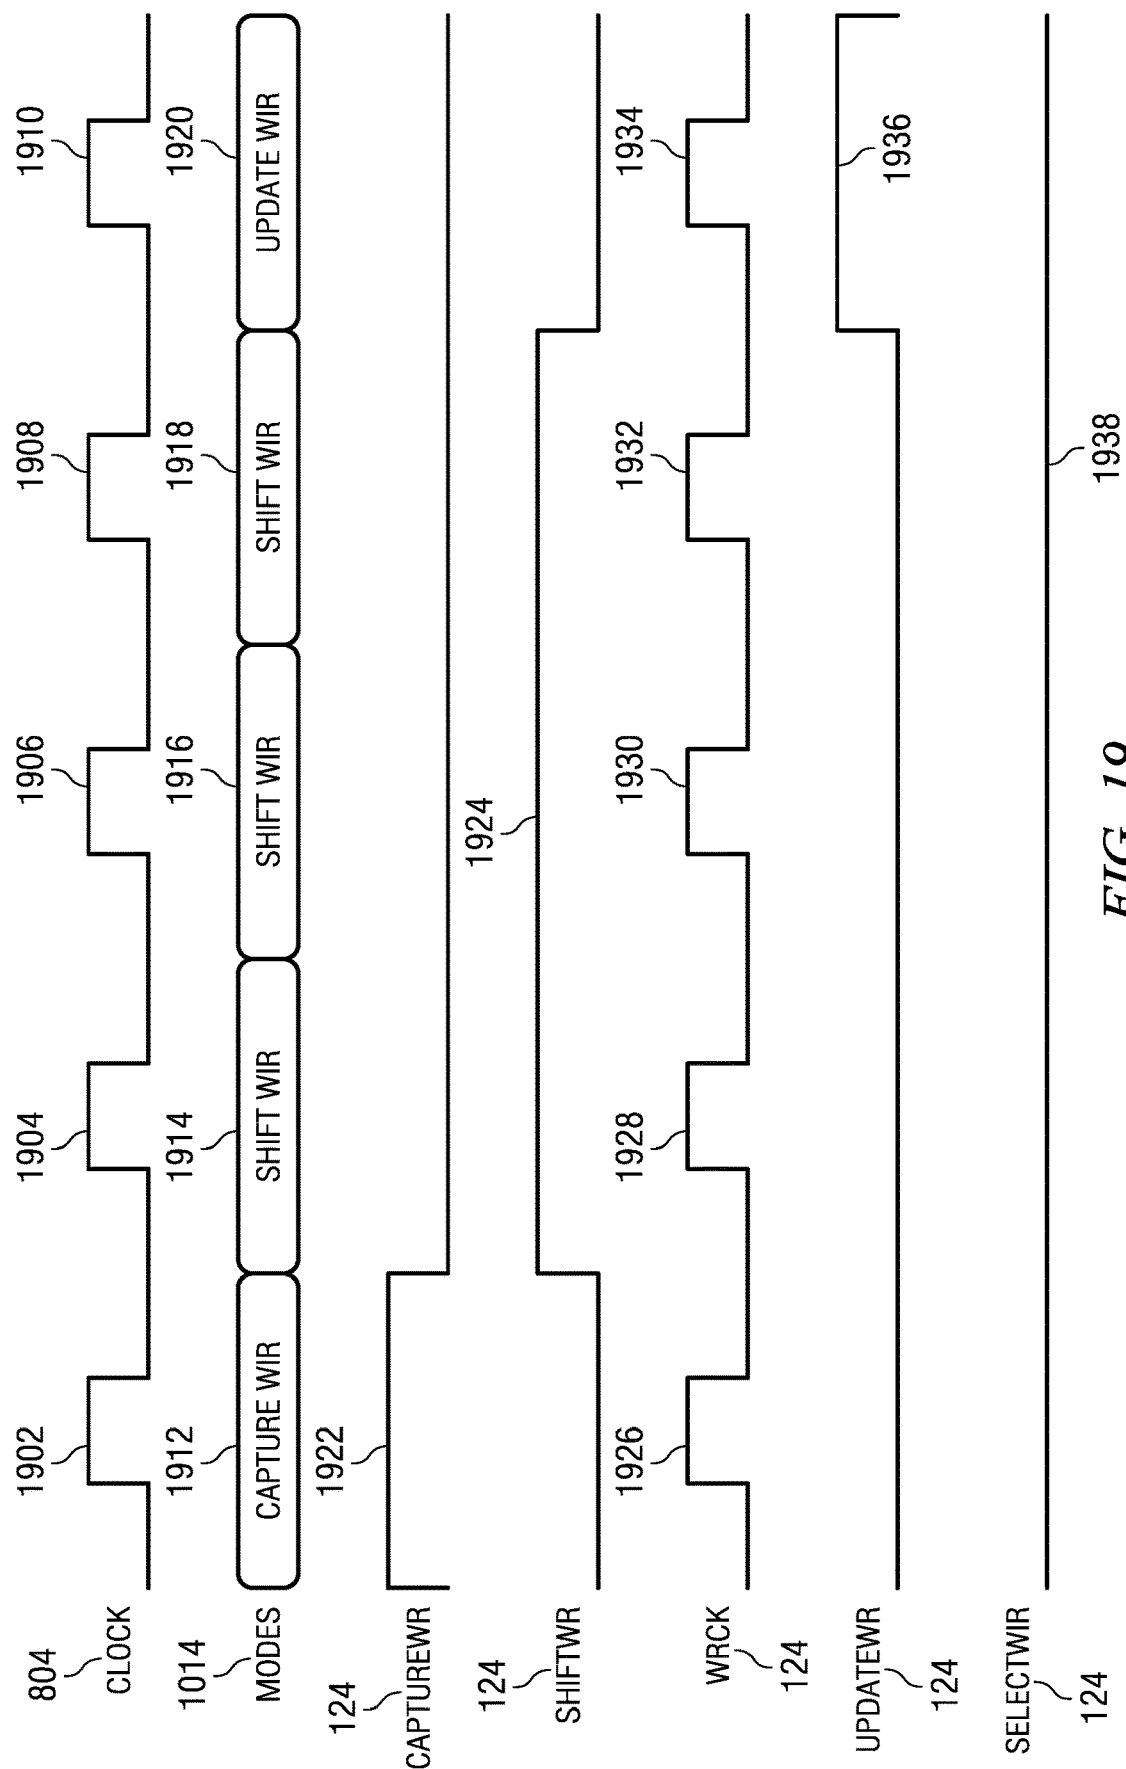 804
CLOCK
1902
1904
1906
1908
1910
1014
MODES
1912
1914
1916
1918
1920
CAPTURE WIR
SHIFT WIR
SHIFT WIR
SHIFT WIR
UPDATE WIR
124
CAPTUREWR
1922
124
SHIFTWR
1924
WRCK
124
1926
1928
1930
1932
1934
UPDATEWR
124
1936
SELECTWIR
124
1938
FIG. 19